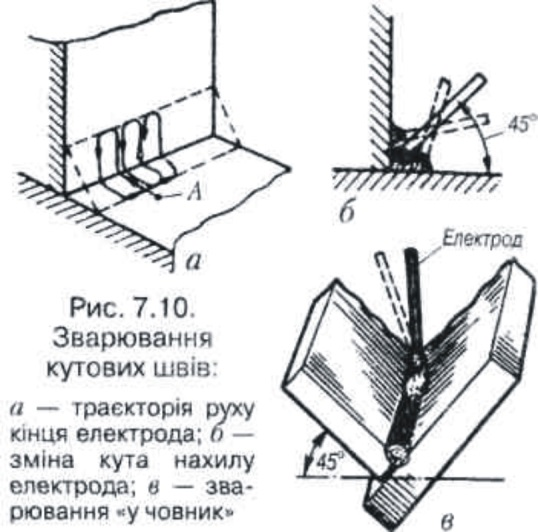 A
а
45°
б
Електрод
Рис. 7.10.
Зварювання
кутових швів:
а — траєкторія руху
кінця електрода; б —
зміна кута нахилу
електрода; в — зва-
рювання «у човник»
45°
в